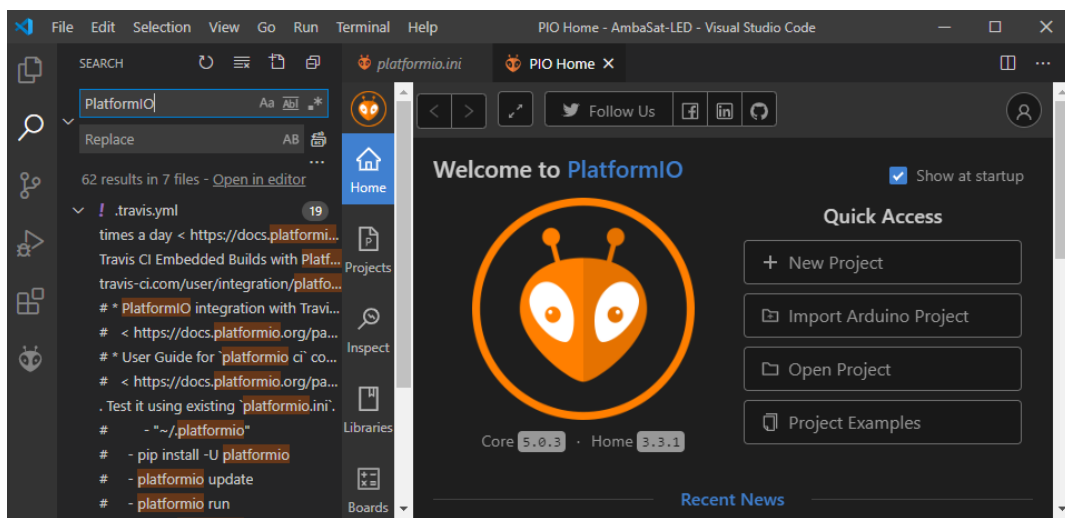 File Edit Selection View Go Run Terminal Help PIO Home - AmbaSat-LED - Visual Studio Code
SEARCH
platformio.ini
PIO Home
PlatformIO
Aa Abl .*
Replace
AB
62 results in 7 files - Open in editor
! .travis.yml 19
times a day < https://docs.platformi...
Travis CI Embedded Builds with Platf...
travis-ci.com/user/integration/platfo...
# * PlatformIO integration with Travi...
# < https://docs.platformio.org/pa...
# * User Guide for `platformio ci` co...
# < https://docs.platformio.org/pa...
. Test it using existing `platformio.ini`.
# - "~/.platformio"
# - pip install -U platformio
# - platformio update
# - platformio run
Home
Projects
Inspect
Libraries
Boards
< > Follow Us
Welcome to PlatformIO
Show at startup
Core 5.0.3 · Home 3.3.1
Quick Access
+ New Project
Import Arduino Project
Open Project
Project Examples
Recent News